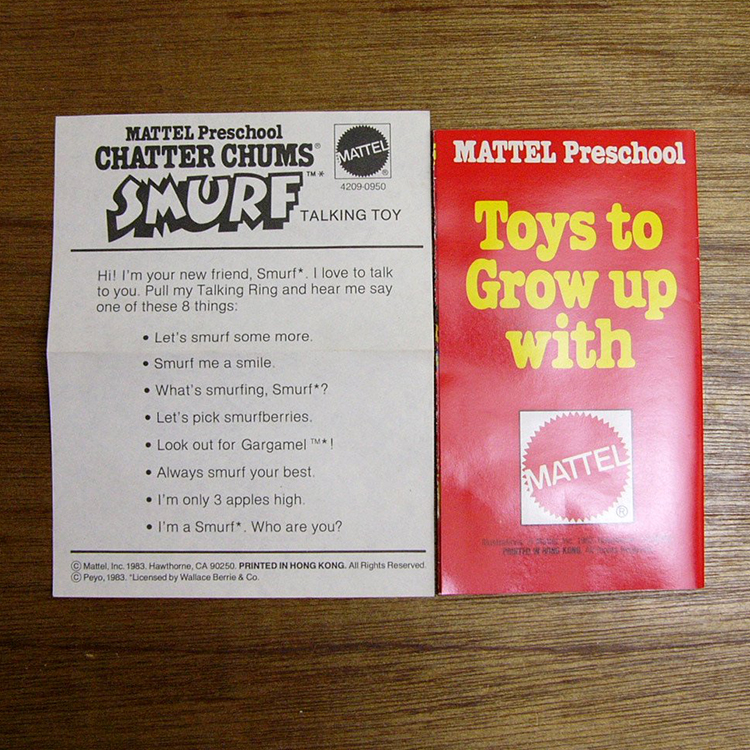 MATTEL Preschool
CHATTER CHUMS®
SMURF™*
TALKING TOY
MATTEL®
4209-0950
Hi! I'm your new friend, Smurf*. I love to talk
to you. Pull my Talking Ring and hear me say
one of these 8 things:
• Let's smurf some more.
• Smurf me a smile.
• What's smurfing, Smurf*?
• Let's pick smurfberries.
• Look out for Gargamel™*!
• Always smurf your best.
• I'm only 3 apples high.
• I'm a Smurf*. Who are you?
© Mattel, Inc. 1983. Hawthorne, CA 90250. PRINTED IN HONG KONG. All Rights Reserved.
© Peyo, 1983. *Licensed by Wallace Berrie & Co.
MATTEL Preschool
Toys to
Grow up
with
MATTEL®
PRINTED IN HONG KONG.